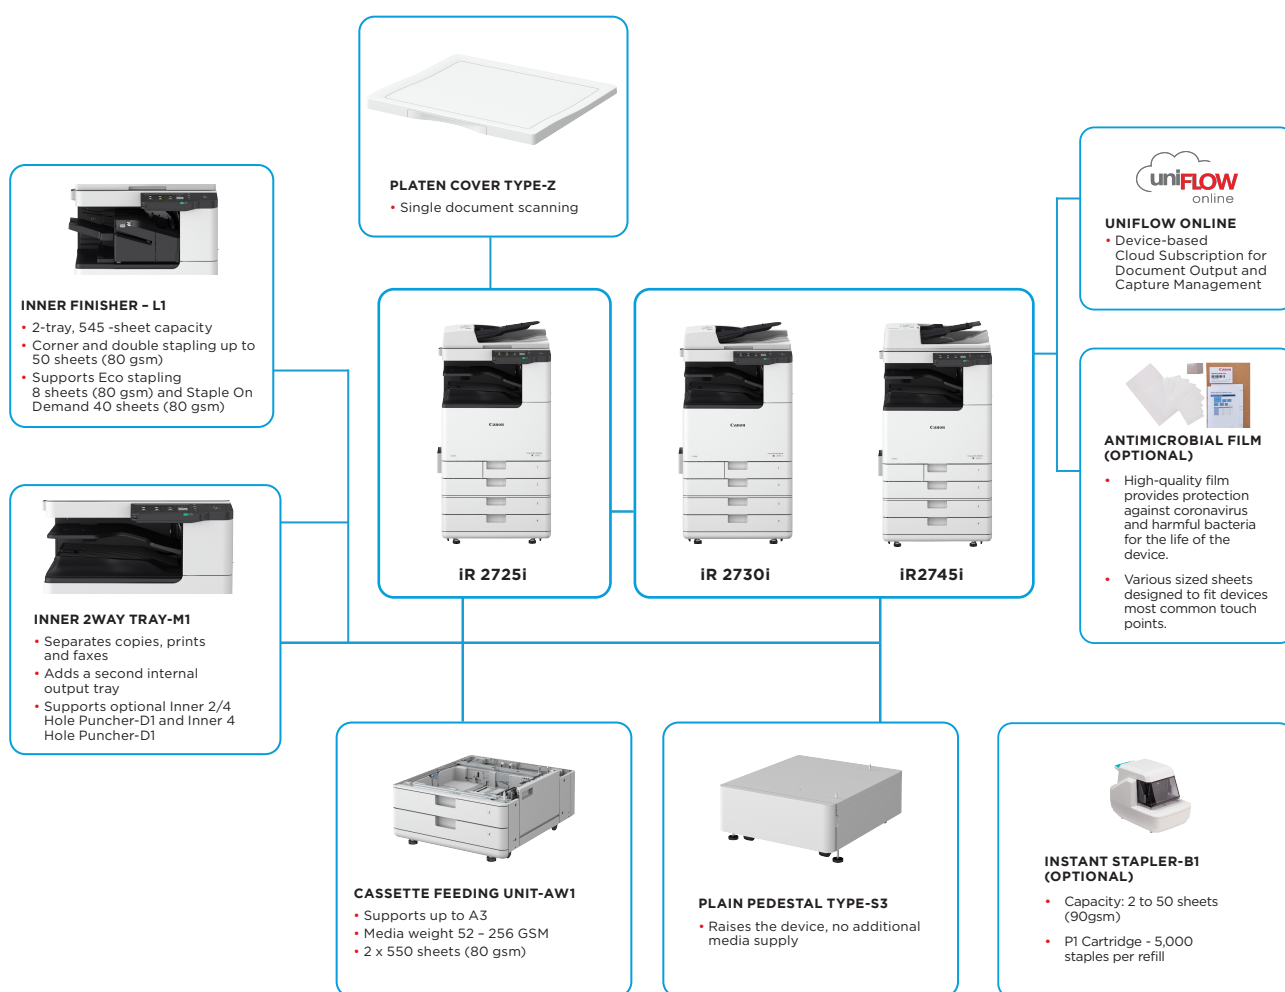 PLATEN COVER TYPE-Z
• Single document scanning
uniFLOW
online
UNIFLOW ONLINE
• Device-based
Cloud Subscription for
Document Output and
Capture Management
INNER FINISHER – L1
• 2-tray, 545 -sheet capacity
• Corner and double stapling up to
50 sheets (80 gsm)
• Supports Eco stapling
8 sheets (80 gsm) and Staple On
Demand 40 sheets (80 gsm)
Canon
Canon
Canon
iR 2725i
iR 2730i
iR2745i
ANTIMICROBIAL FILM
(OPTIONAL)
• High-quality film
provides protection
against coronavirus
and harmful bacteria
for the life of the
device.
• Various sized sheets
designed to fit devices
most common touch
points.
INNER 2WAY TRAY-M1
• Separates copies, prints
and faxes
• Adds a second internal
output tray
• Supports optional Inner 2/4
Hole Puncher-D1 and Inner 4
Hole Puncher-D1
CASSETTE FEEDING UNIT-AW1
• Supports up to A3
• Media weight 52 – 256 GSM
• 2 x 550 sheets (80 gsm)
PLAIN PEDESTAL TYPE-S3
• Raises the device, no additional
media supply
INSTANT STAPLER-B1
(OPTIONAL)
• Capacity: 2 to 50 sheets
(90gsm)
• P1 Cartridge - 5,000
staples per refill